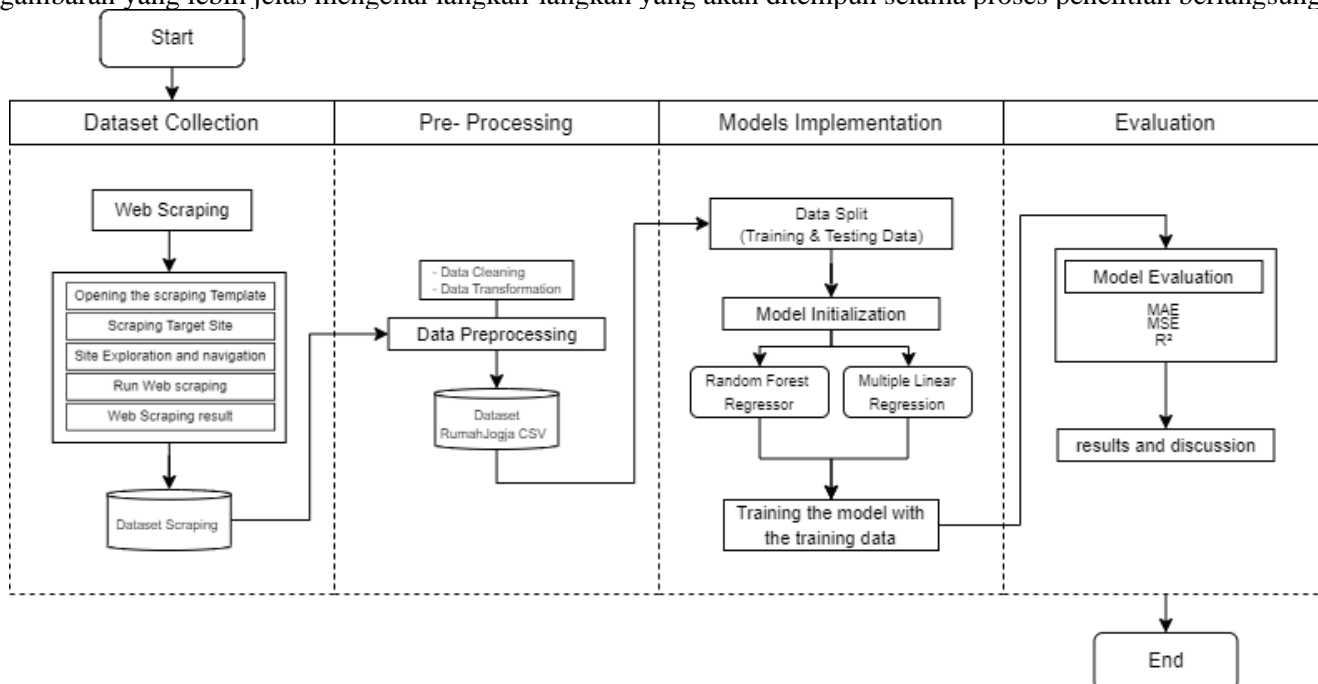 gambaran yang lebih jelas mengenai langkah-langkah yang akan ditempuh selama proses penelitian berlangsung
Start
Dataset Collection
Pre- Processing
Models Implementation
Evaluation
Web Scraping
Opening the scraping Template
Scraping Target Site
Site Exploration and navigation
Run Web scraping
Web Scraping result
Dataset Scraping
- Data Cleaning
- Data Transformation
Data Preprocessing
Dataset
RumahJogja CSV
Data Split
(Training & Testing Data)
Model Initialization
Random Forest
Regressor
Multiple Linear
Regression
Training the model with
the training data
Model Evaluation
MAE
MSE
R²
results and discussion
End